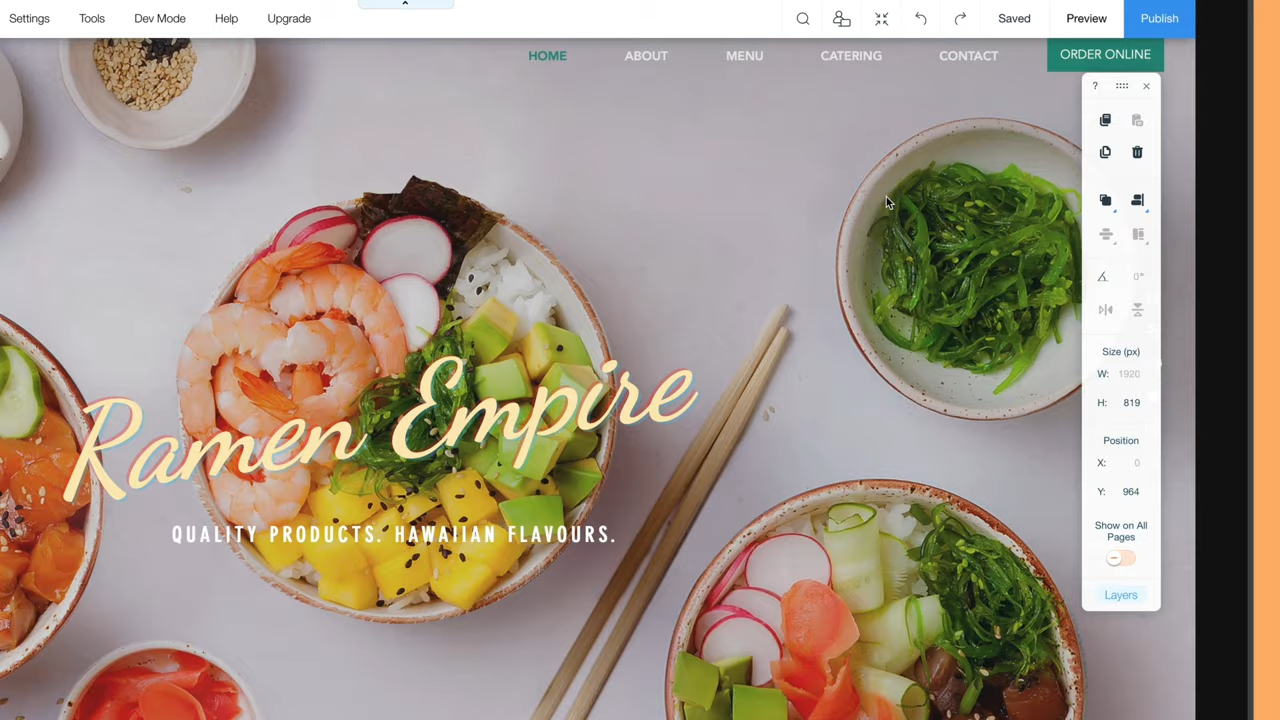 Settings Tools Dev Mode Help Upgrade Saved Preview Publish
HOME ABOUT MENU CATERING CONTACT ORDER ONLINE
?
0°
Size (px)
W: 1920
H: 819
Position
X: 0
Y: 964
Show on All
Pages
Layers
Ramen Empire
QUALITY PRODUCTS. HAWAIIAN FLAVOURS.